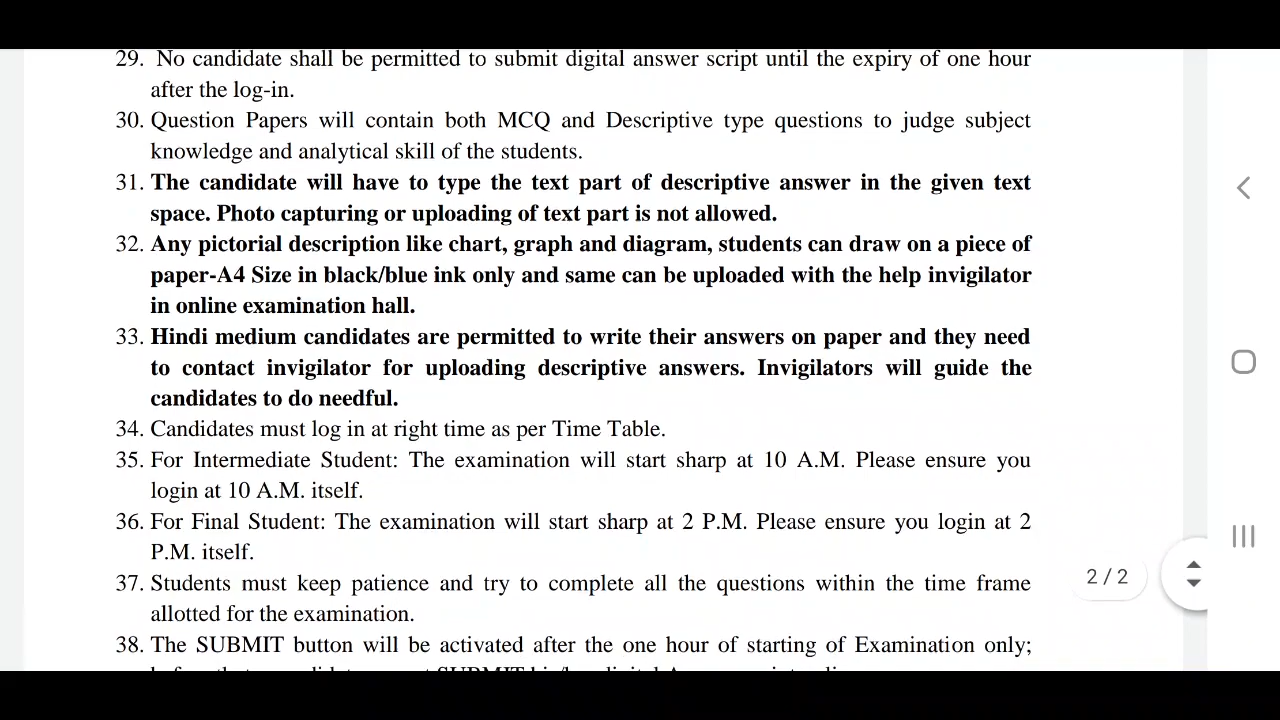 29. No candidate shall be permitted to submit digital answer script until the expiry of one hour
after the log-in.
30. Question Papers will contain both MCQ and Descriptive type questions to judge subject
knowledge and analytical skill of the students.
31. The candidate will have to type the text part of descriptive answer in the given text
space. Photo capturing or uploading of text part is not allowed.
32. Any pictorial description like chart, graph and diagram, students can draw on a piece of
paper-A4 Size in black/blue ink only and same can be uploaded with the help invigilator
in online examination hall.
33. Hindi medium candidates are permitted to write their answers on paper and they need
to contact invigilator for uploading descriptive answers. Invigilators will guide the
candidates to do needful.
34. Candidates must log in at right time as per Time Table.
35. For Intermediate Student: The examination will start sharp at 10 A.M. Please ensure you
login at 10 A.M. itself.
36. For Final Student: The examination will start sharp at 2 P.M. Please ensure you login at 2
P.M. itself.
2 / 2
37. Students must keep patience and try to complete all the questions within the time frame
allotted for the examination.
38. The SUBMIT button will be activated after the one hour of starting of Examination only;